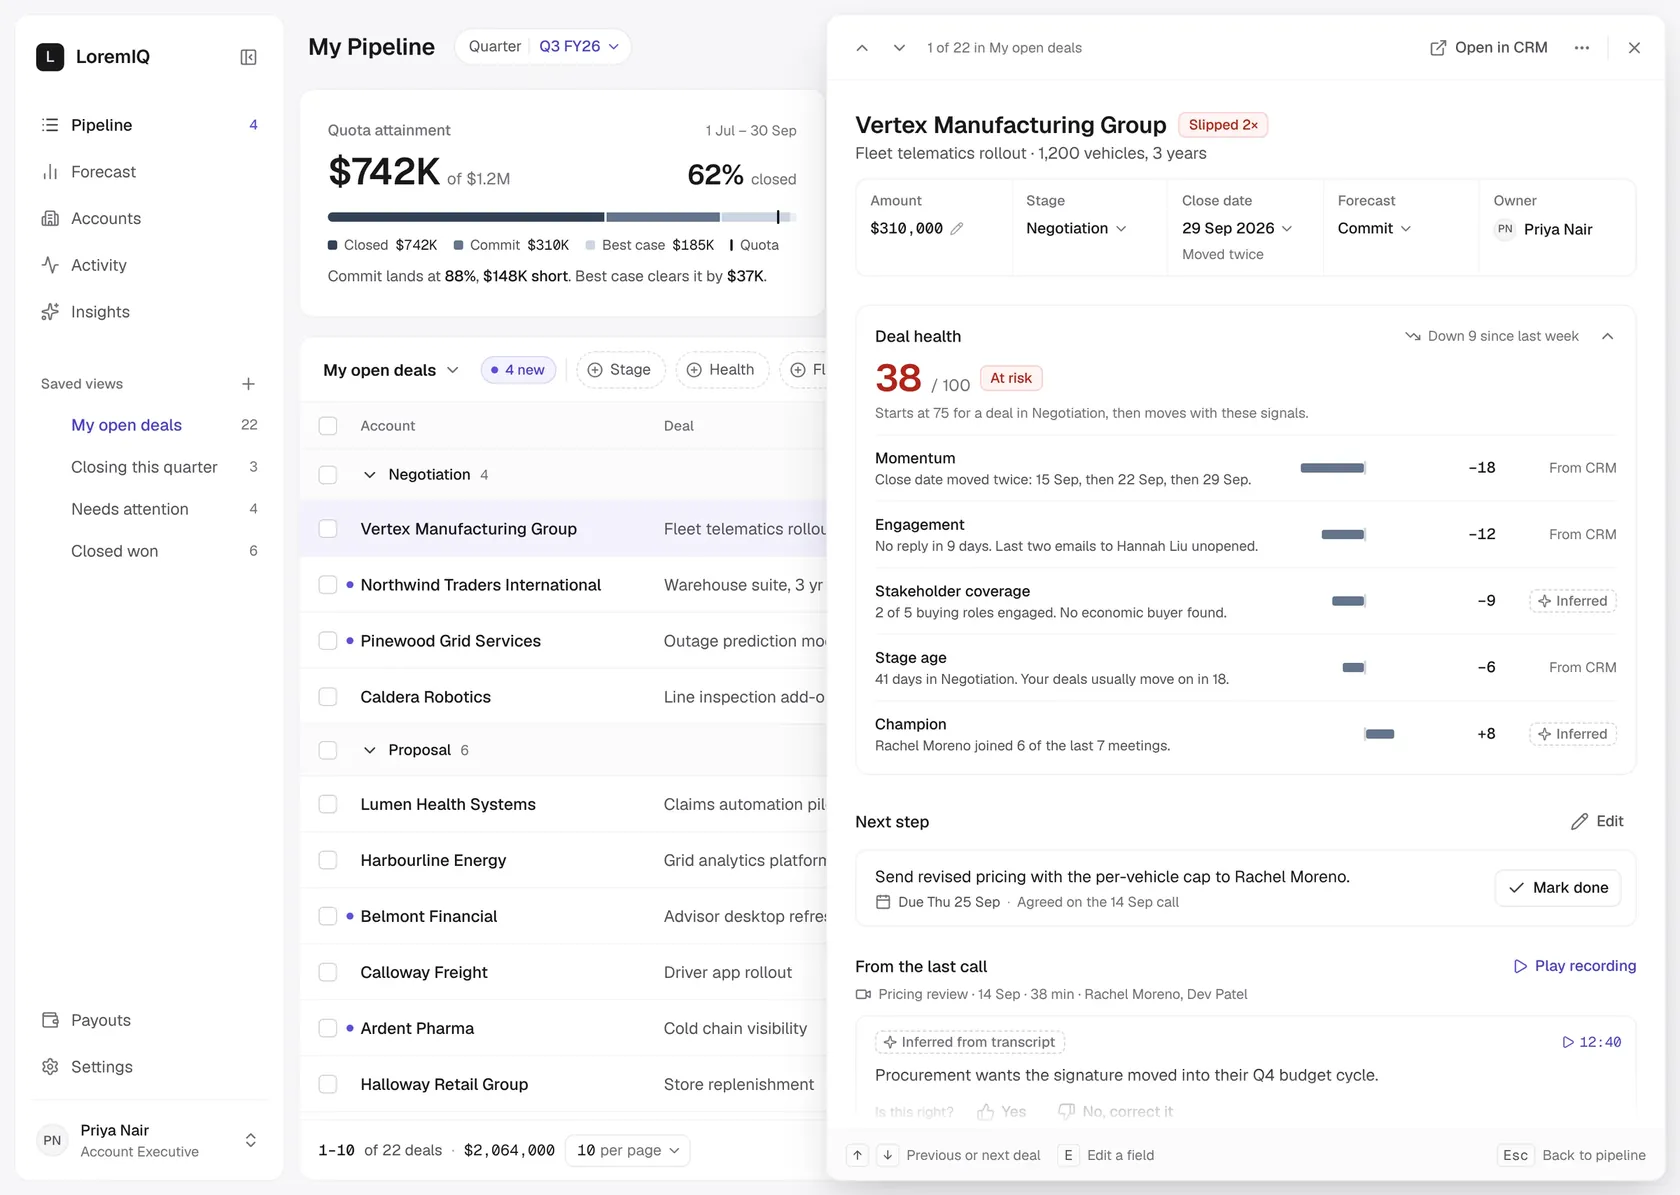 L LoremIQ
Pipeline 4
Forecast
Accounts
Activity
Insights
Saved views
My open deals 22
Closing this quarter 3
Needs attention 4
Closed won 6
Payouts
Settings
PN Priya Nair
Account Executive
My Pipeline Quarter Q3 FY26
Quota attainment 1 Jul – 30 Sep
$742K of $1.2M 62% closed
Closed $742K Commit $310K Best case $185K Quota
Commit lands at 88%, $148K short. Best case clears it by $37K.
My open deals 4 new Stage Health Fl
Account Deal
Negotiation 4
Vertex Manufacturing Group Fleet telematics rollou
Northwind Traders International Warehouse suite, 3 yr
Pinewood Grid Services Outage prediction mo
Caldera Robotics Line inspection add-o
Proposal 6
Lumen Health Systems Claims automation pil
Harbourline Energy Grid analytics platform
Belmont Financial Advisor desktop refres
Calloway Freight Driver app rollout
Ardent Pharma Cold chain visibility
Halloway Retail Group Store replenishment
1–10 of 22 deals · $2,064,000 10 per page
1 of 22 in My open deals Open in CRM
Vertex Manufacturing Group Slipped 2×
Fleet telematics rollout · 1,200 vehicles, 3 years
Amount Stage Close date Forecast Owner
$310,000 Negotiation 29 Sep 2026 Commit PN Priya Nair
Moved twice
Deal health Down 9 since last week
38 / 100 At risk
Starts at 75 for a deal in Negotiation, then moves with these signals.
Momentum
Close date moved twice: 15 Sep, then 22 Sep, then 29 Sep. −18 From CRM
Engagement
No reply in 9 days. Last two emails to Hannah Liu unopened. −12 From CRM
Stakeholder coverage
2 of 5 buying roles engaged. No economic buyer found. −9 Inferred
Stage age
41 days in Negotiation. Your deals usually move on in 18. −6 From CRM
Champion
Rachel Moreno joined 6 of the last 7 meetings. +8 Inferred
Next step Edit
Send revised pricing with the per-vehicle cap to Rachel Moreno.
Due Thu 25 Sep · Agreed on the 14 Sep call Mark done
From the last call Play recording
Pricing review · 14 Sep · 38 min · Rachel Moreno, Dev Patel
Inferred from transcript 12:40
Procurement wants the signature moved into their Q4 budget cycle.
Is this right? Yes No, correct it
↑ ↓ Previous or next deal E Edit a field Esc Back to pipeline